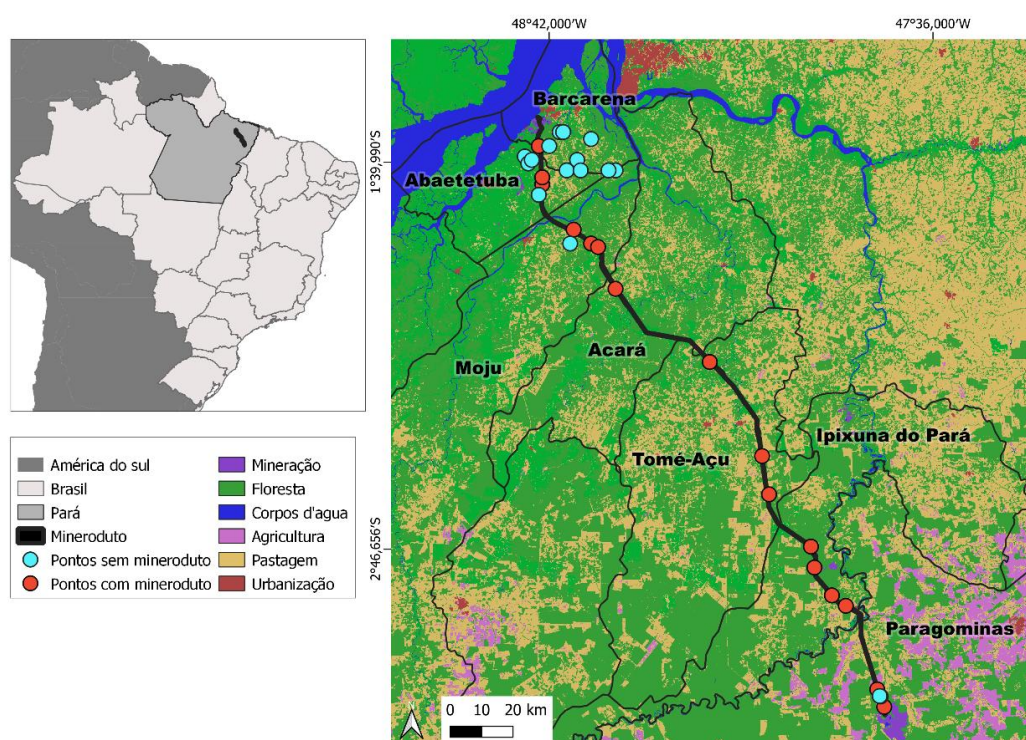 48°42,000'W
47°36,000'W
1°39,990'S
2°46,656'S
Barcarena
Abaetetuba
Moju
Acará
Tomé-Açu
Ipixuna do Pará
Paragominas
0 10 20 km
América do sul
Brasil
Pará
Mineroduto
Pontos sem mineroduto
Pontos com mineroduto
Mineração
Floresta
Corpos d'agua
Agricultura
Pastagem
Urbanização